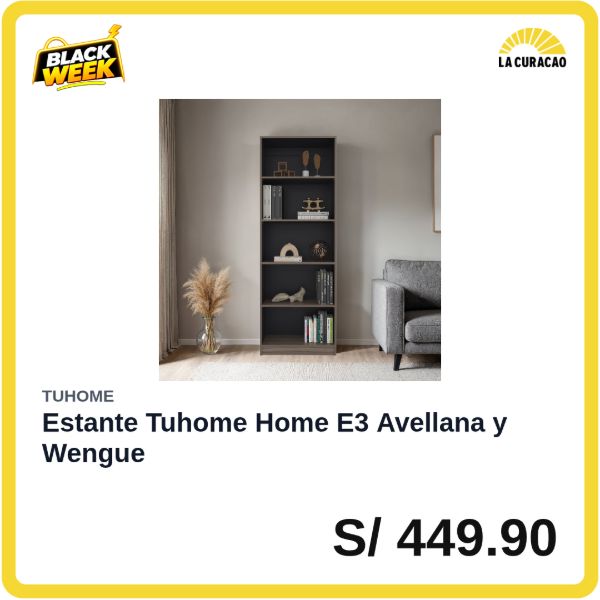 BLACK
WEEK
LA CURACAO
TUHOME
Estante Tuhome Home E3 Avellana y
Wengue
S/ 449.90